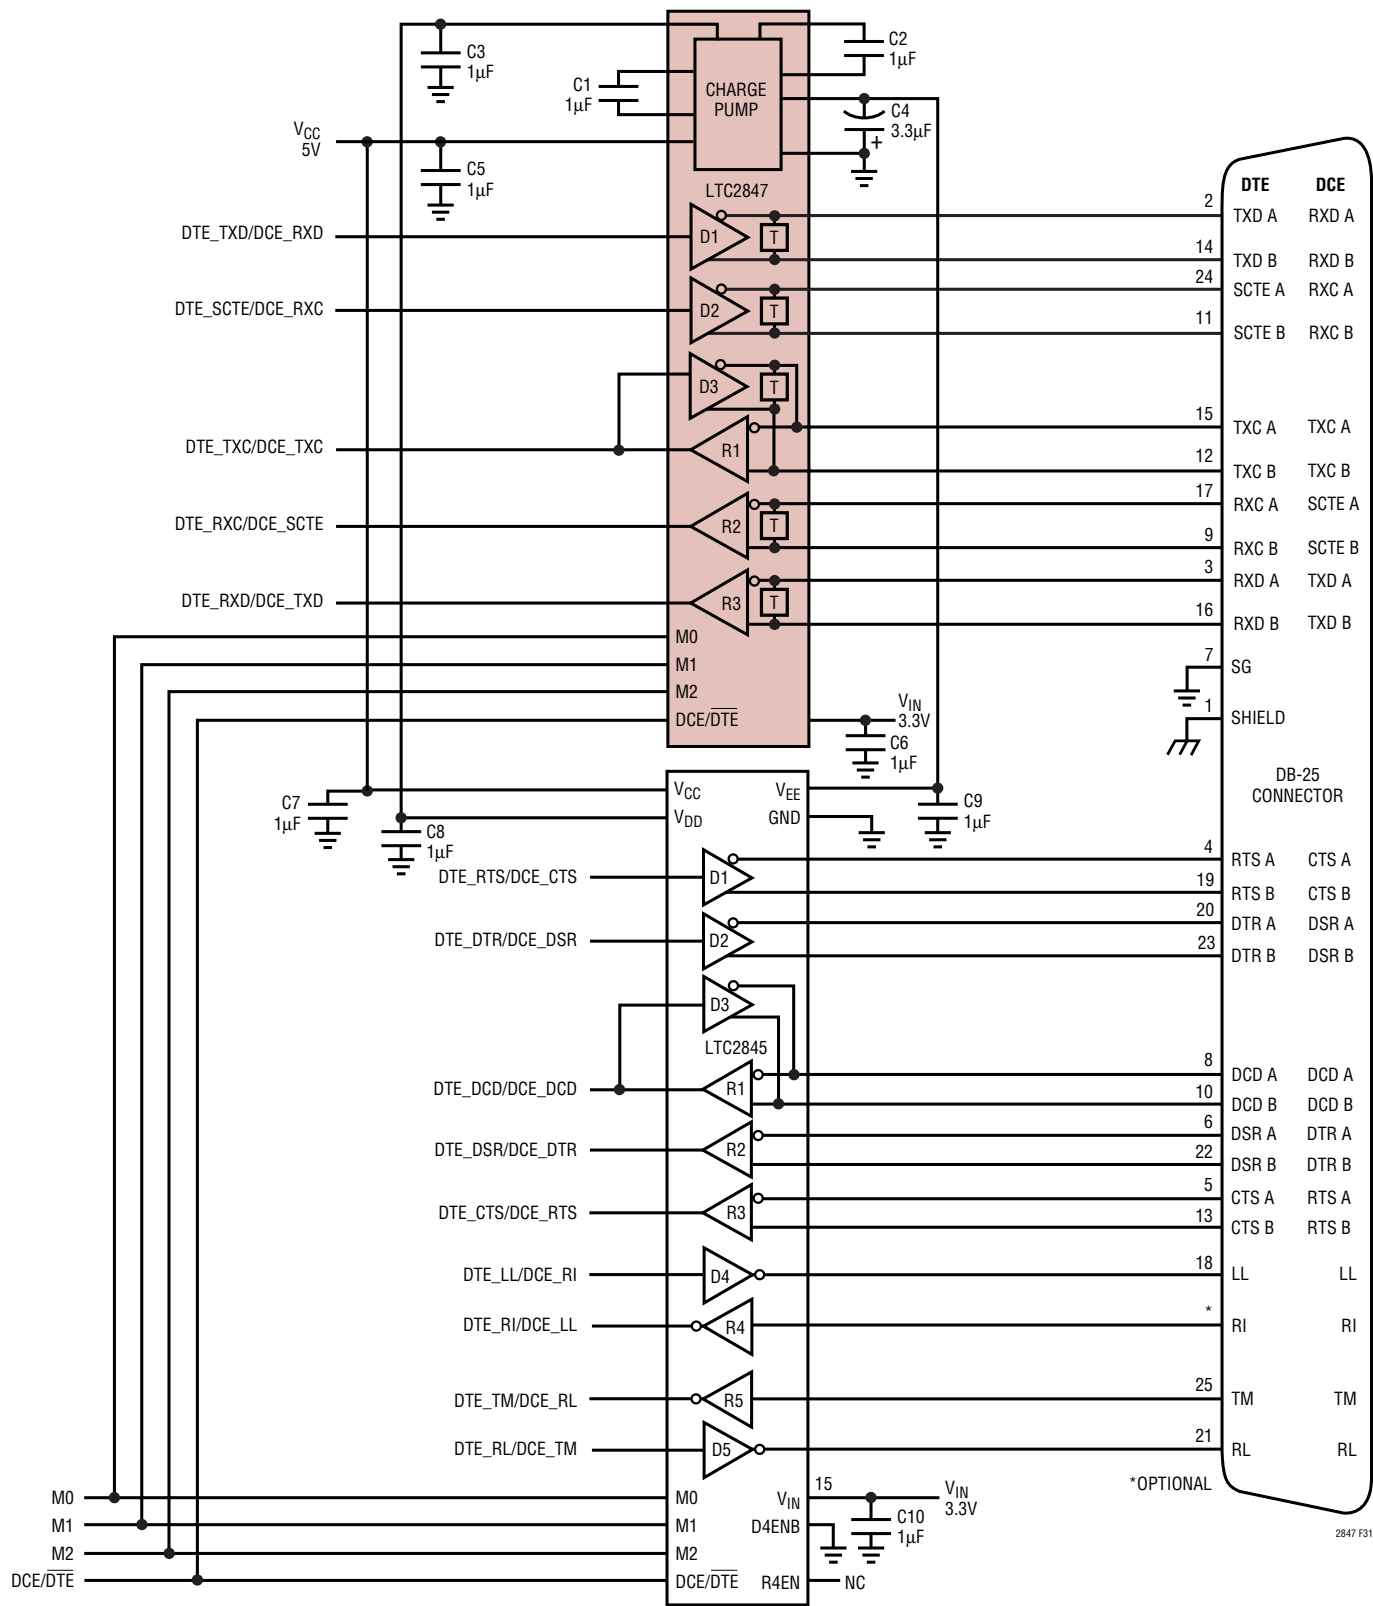 C3
1µF
C1
1µF
CHARGE
PUMP
C2
1µF
C4
3.3µF
+
VCC
5V
C5
1µF
LTC2847
DTE_TXD/DCE_RXD
D1
T
DTE_SCTE/DCE_RXC
D2
T
D3
T
DTE_TXC/DCE_TXC
R1
DTE_RXC/DCE_SCTE
R2
T
DTE_RXD/DCE_TXD
R3
T
M0
M1
M2
DCE/DTE
VIN
3.3V
C6
1µF
DTE DCE
2 TXD A RXD A
14 TXD B RXD B
24 SCTE A RXC A
11 SCTE B RXC B
15 TXC A TXC A
12 TXC B TXC B
17 RXC A SCTE A
9 RXC B SCTE B
3 RXD A TXD A
16 RXD B TXD B
7 SG
1 SHIELD
DB-25
CONNECTOR
C7
1µF
C8
1µF
VCC
VDD
VEE
GND
C9
1µF
DTE_RTS/DCE_CTS
D1
4 RTS A CTS A
19 RTS B CTS B
DTE_DTR/DCE_DSR
D2
20 DTR A DSR A
23 DTR B DSR B
D3
LTC2845
DTE_DCD/DCE_DCD
R1
8 DCD A DCD A
10 DCD B DCD B
DTE_DSR/DCE_DTR
R2
6 DSR A DTR A
22 DSR B DTR B
DTE_CTS/DCE_RTS
R3
5 CTS A RTS A
13 CTS B RTS B
DTE_LL/DCE_RI
D4
18 LL LL
DTE_RI/DCE_LL
R4
* RI RI
DTE_TM/DCE_RL
R5
25 TM TM
DTE_RL/DCE_TM
D5
21 RL RL
*OPTIONAL
M0
M1
M2
DCE/DTE
M0
M1
M2
DCE/DTE
VIN
15
VIN
3.3V
D4ENB
C10
1µF
R4EN
NC
2847 F31